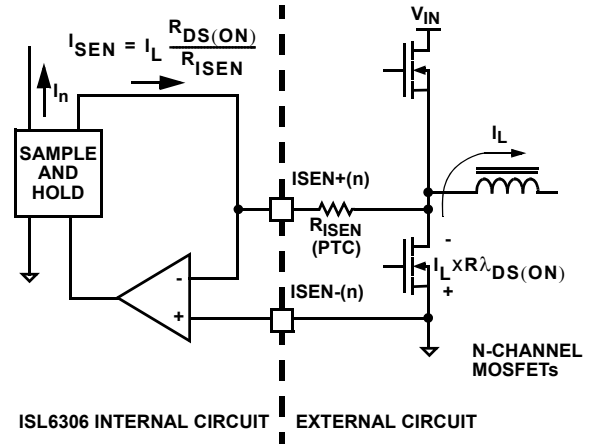 I_SEN = I_L R_DS(ON) / R_ISEN
V_IN
I_n
SAMPLE
AND
HOLD
I_L
ISEN+(n)
R_ISEN
(PTC)
-
I_L x Rλ_DS(ON)
+
-
+
ISEN-(n)
N-CHANNEL
MOSFETs
ISL6306 INTERNAL CIRCUIT
EXTERNAL CIRCUIT